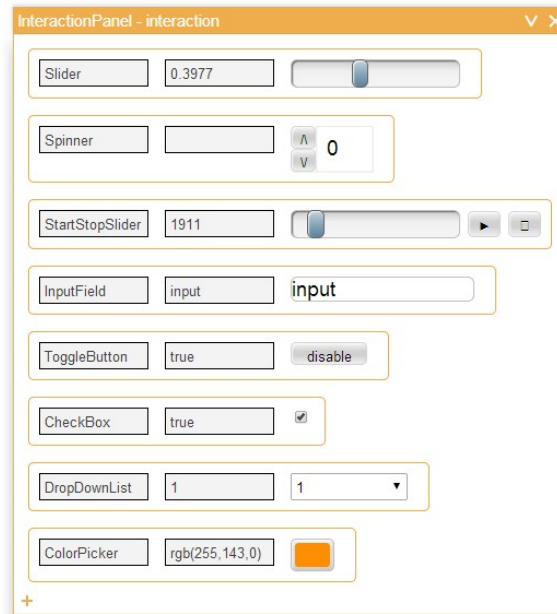 InteractionPanel - interaction
Slider 0.3977
Spinner 0
StartStopSlider 1911
InputField input input
ToggleButton true disable
CheckBox true
DropDownList 1 1
ColorPicker rgb(255,143,0)
+